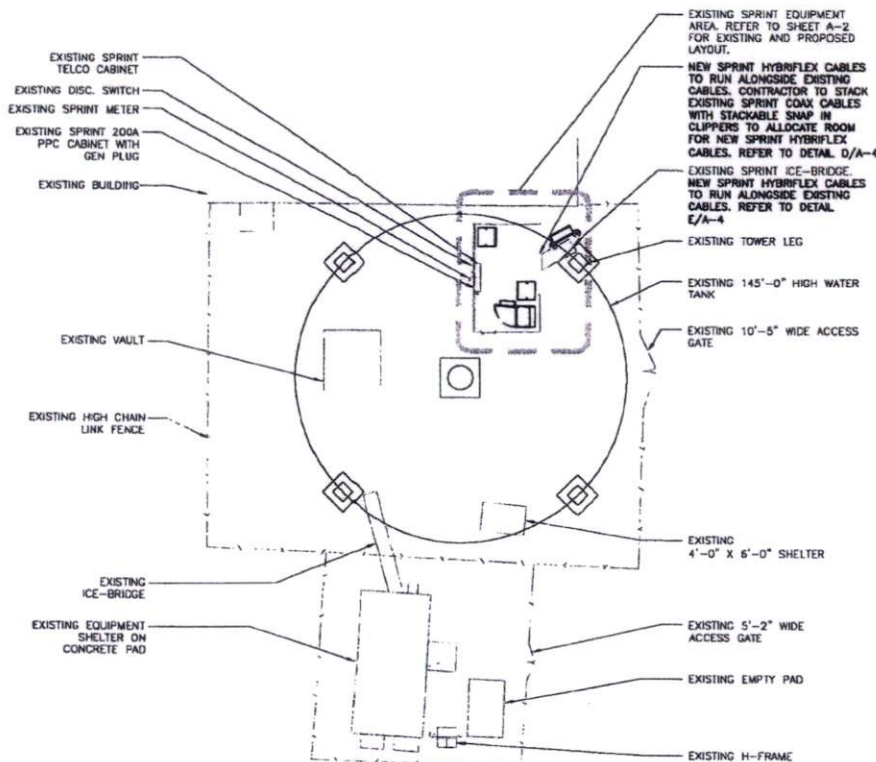 EXISTING SPRINT
TELCO CABINET
EXISTING DISC. SWITCH
EXISTING SPRINT METER
EXISTING SPRINT 200A
PPC CABINET WITH
GEN PLUG
EXISTING BUILDING
EXISTING VAULT
EXISTING HIGH CHAIN
LINK FENCE
EXISTING
ICE-BRIDGE
EXISTING EQUIPMENT
SHELTER ON
CONCRETE PAD
EXISTING SPRINT EQUIPMENT
AREA. REFER TO SHEET A-2
FOR EXISTING AND PROPOSED
LAYOUT.
NEW SPRINT HYBRIFLEX CABLES
TO RUN ALONGSIDE EXISTING
CABLES. CONTRACTOR TO STACK
EXISTING SPRINT COAX CABLES
WITH STACKABLE SNAP IN
CLIPPERS TO ALLOCATE ROOM
FOR NEW SPRINT HYBRIFLEX
CABLES. REFER TO DETAIL D/A-4
EXISTING SPRINT ICE-BRIDGE.
NEW SPRINT HYBRIFLEX CABLES
TO RUN ALONGSIDE EXISTING
CABLES. REFER TO DETAIL
E/A-4
EXISTING TOWER LEG
EXISTING 145'-0" HIGH WATER
TANK
EXISTING 10'-5" WIDE ACCESS
GATE
EXISTING
4'-0" X 6'-0" SHELTER
EXISTING 5'-2" WIDE
ACCESS GATE
EXISTING EMPTY PAD
EXISTING H-FRAME